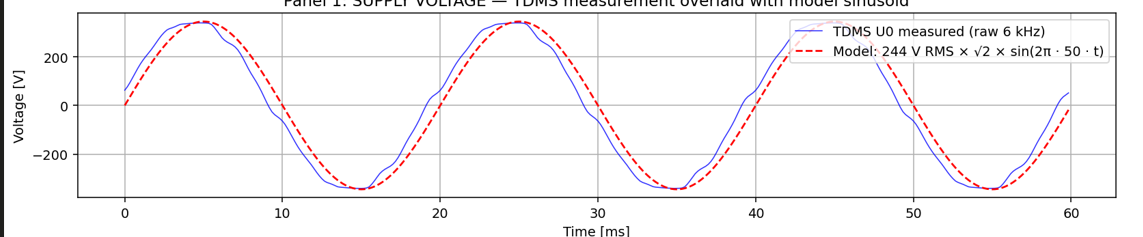 Panel 1: SUPPLY VOLTAGE — TDMS measurement overlaid with model sinusoid
TDMS U0 measured (raw 6 kHz)
Model: 244 V RMS × √2 × sin(2π · 50 · t)
Voltage [V]
200
0
−200
0 10 20 30 40 50 60
Time [ms]